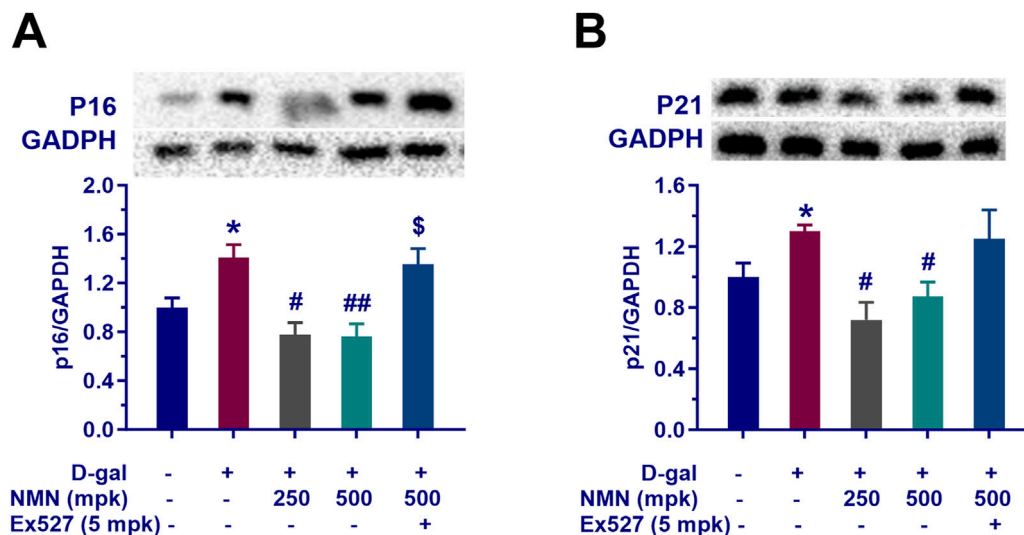 A
P16
GADPH
p16/GAPDH
2.0
1.6
1.2
0.8
0.4
0.0
*
#
##
$
D-gal - + + + +
NMN (mpk) - - 250 500 500
Ex527 (5 mpk) - - - - +
B
P21
GADPH
p21/GAPDH
1.6
1.2
0.8
0.4
0.0
*
#
#
D-gal - + + + +
NMN (mpk) - - 250 500 500
Ex527 (5 mpk) - - - - +